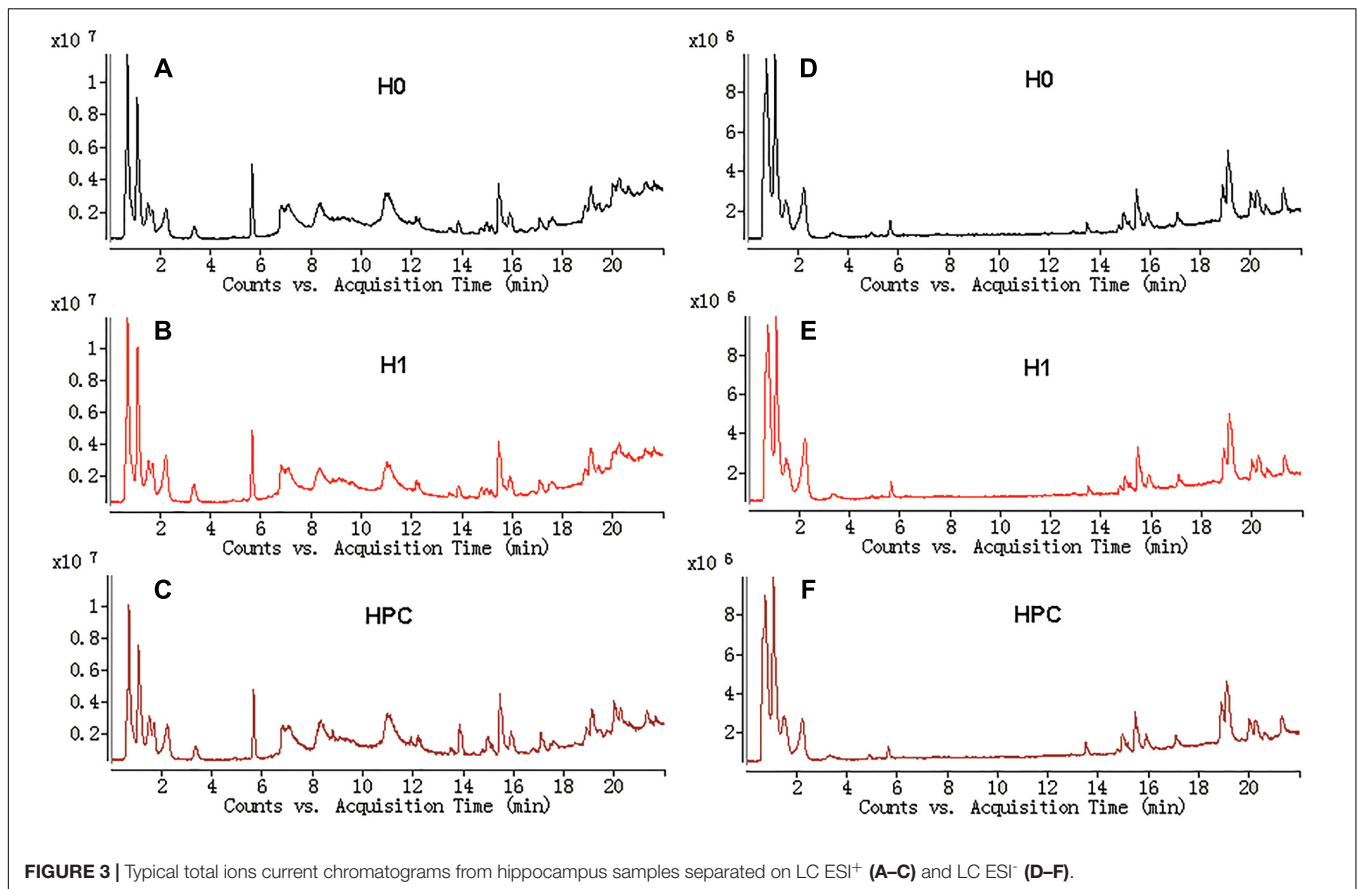 x10 7
A
H0
1
0.8
0.6
0.4
0.2
2 4 6 8 10 12 14 16 18 20
Counts vs. Acquisition Time (min)
x10 6
D
H0
8
6
4
2
2 4 6 8 10 12 14 16 18 20
Counts vs. Acquisition Time (min)
x10 7
B
H1
1
0.8
0.6
0.4
0.2
2 4 6 8 10 12 14 16 18 20
Counts vs. Acquisition Time (min)
x10 6
E
H1
8
6
4
2
2 4 6 8 10 12 14 16 18 20
Counts vs. Acquisition Time (min)
x10 7
C
HPC
1
0.8
0.6
0.4
0.2
2 4 6 8 10 12 14 16 18 20
Counts vs. Acquisition Time (min)
x10 6
F
HPC
8
6
4
2
2 4 6 8 10 12 14 16 18 20
Counts vs. Acquisition Time (min)
FIGURE 3 | Typical total ions current chromatograms from hippocampus samples separated on LC ESI⁺ (A–C) and LC ESI⁻ (D–F).